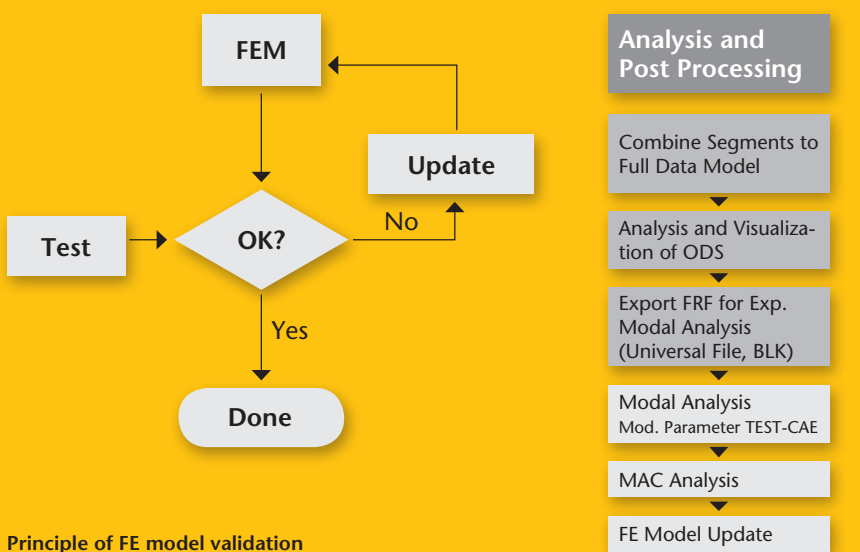 FEM
Update
Test
OK?
No
Yes
Done
Principle of FE model validation
Analysis and
Post Processing
Combine Segments to
Full Data Model
Analysis and Visualiza-
tion of ODS
Export FRF for Exp.
Modal Analysis
(Universal File, BLK)
Modal Analysis
Mod. Parameter TEST-CAE
MAC Analysis
FE Model Update